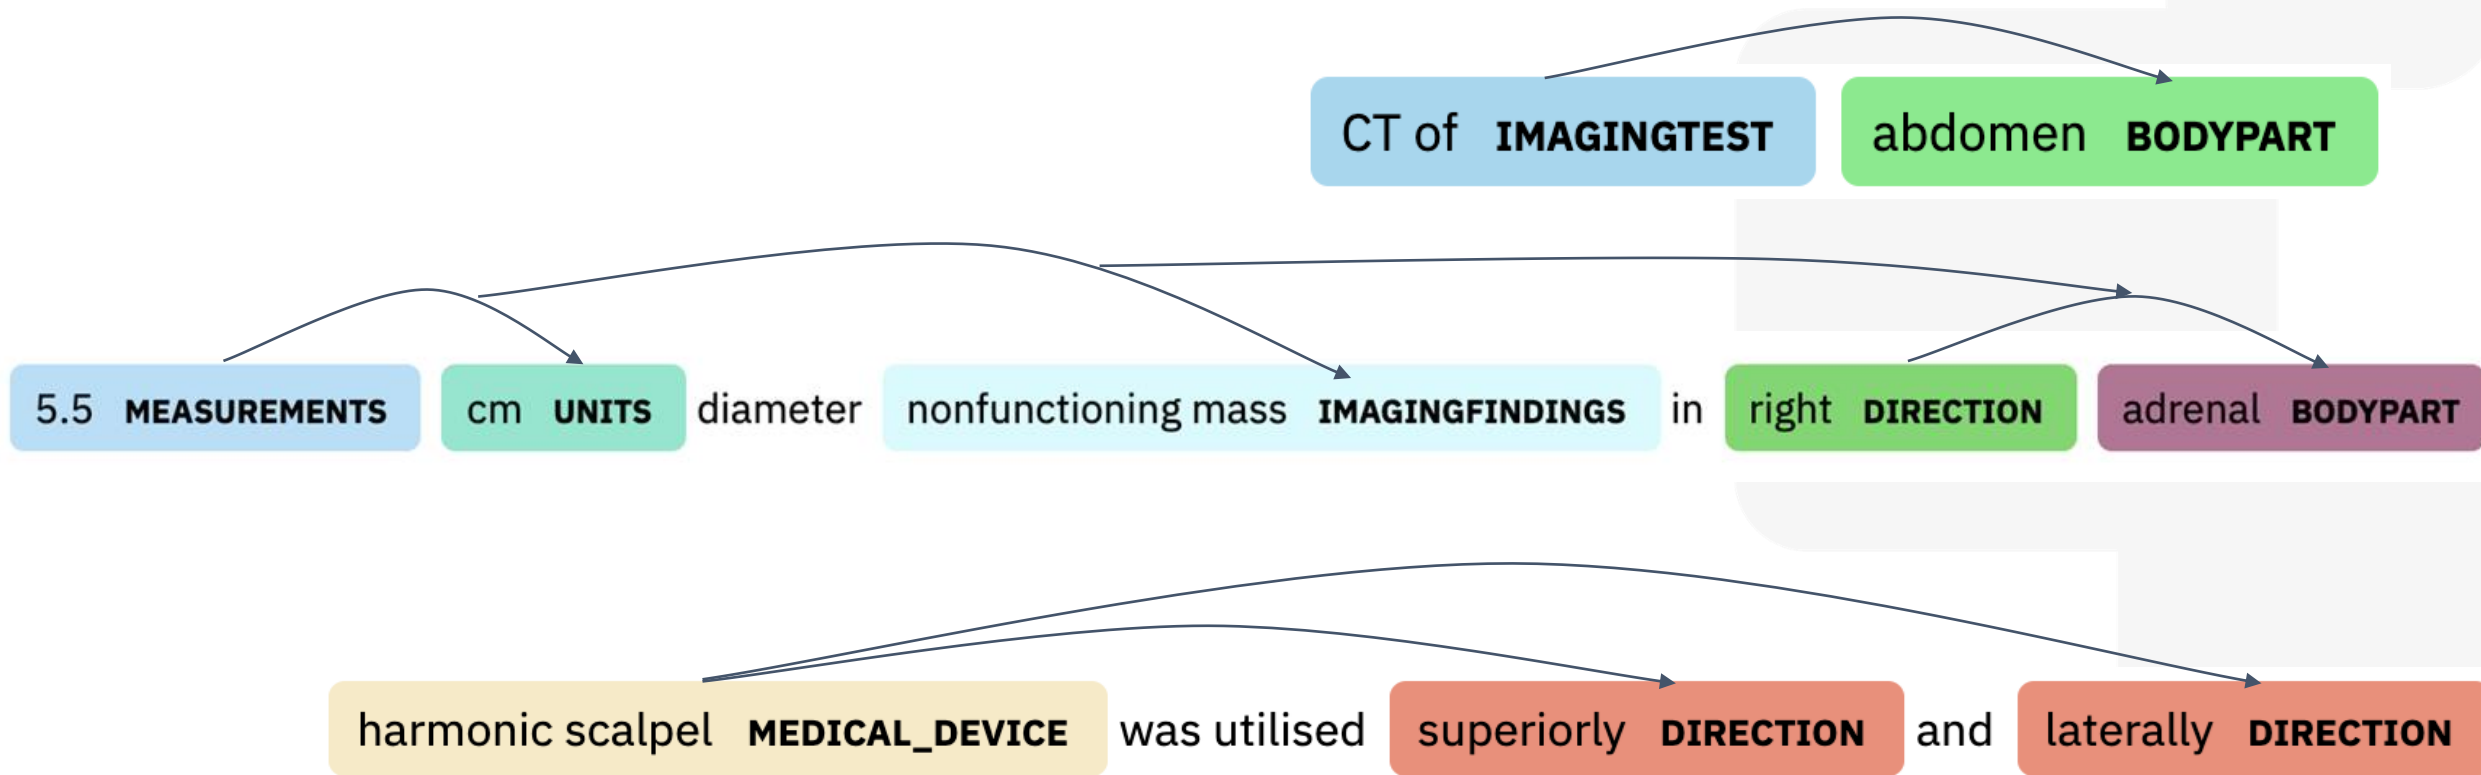 CT of IMAGINGTEST abdomen BODYPART
5.5 MEASUREMENTS cm UNITS diameter nonfunctioning mass IMAGINGFINDINGS in right DIRECTION adrenal BODYPART
harmonic scalpel MEDICAL_DEVICE was utilised superiorly DIRECTION and laterally DIRECTION